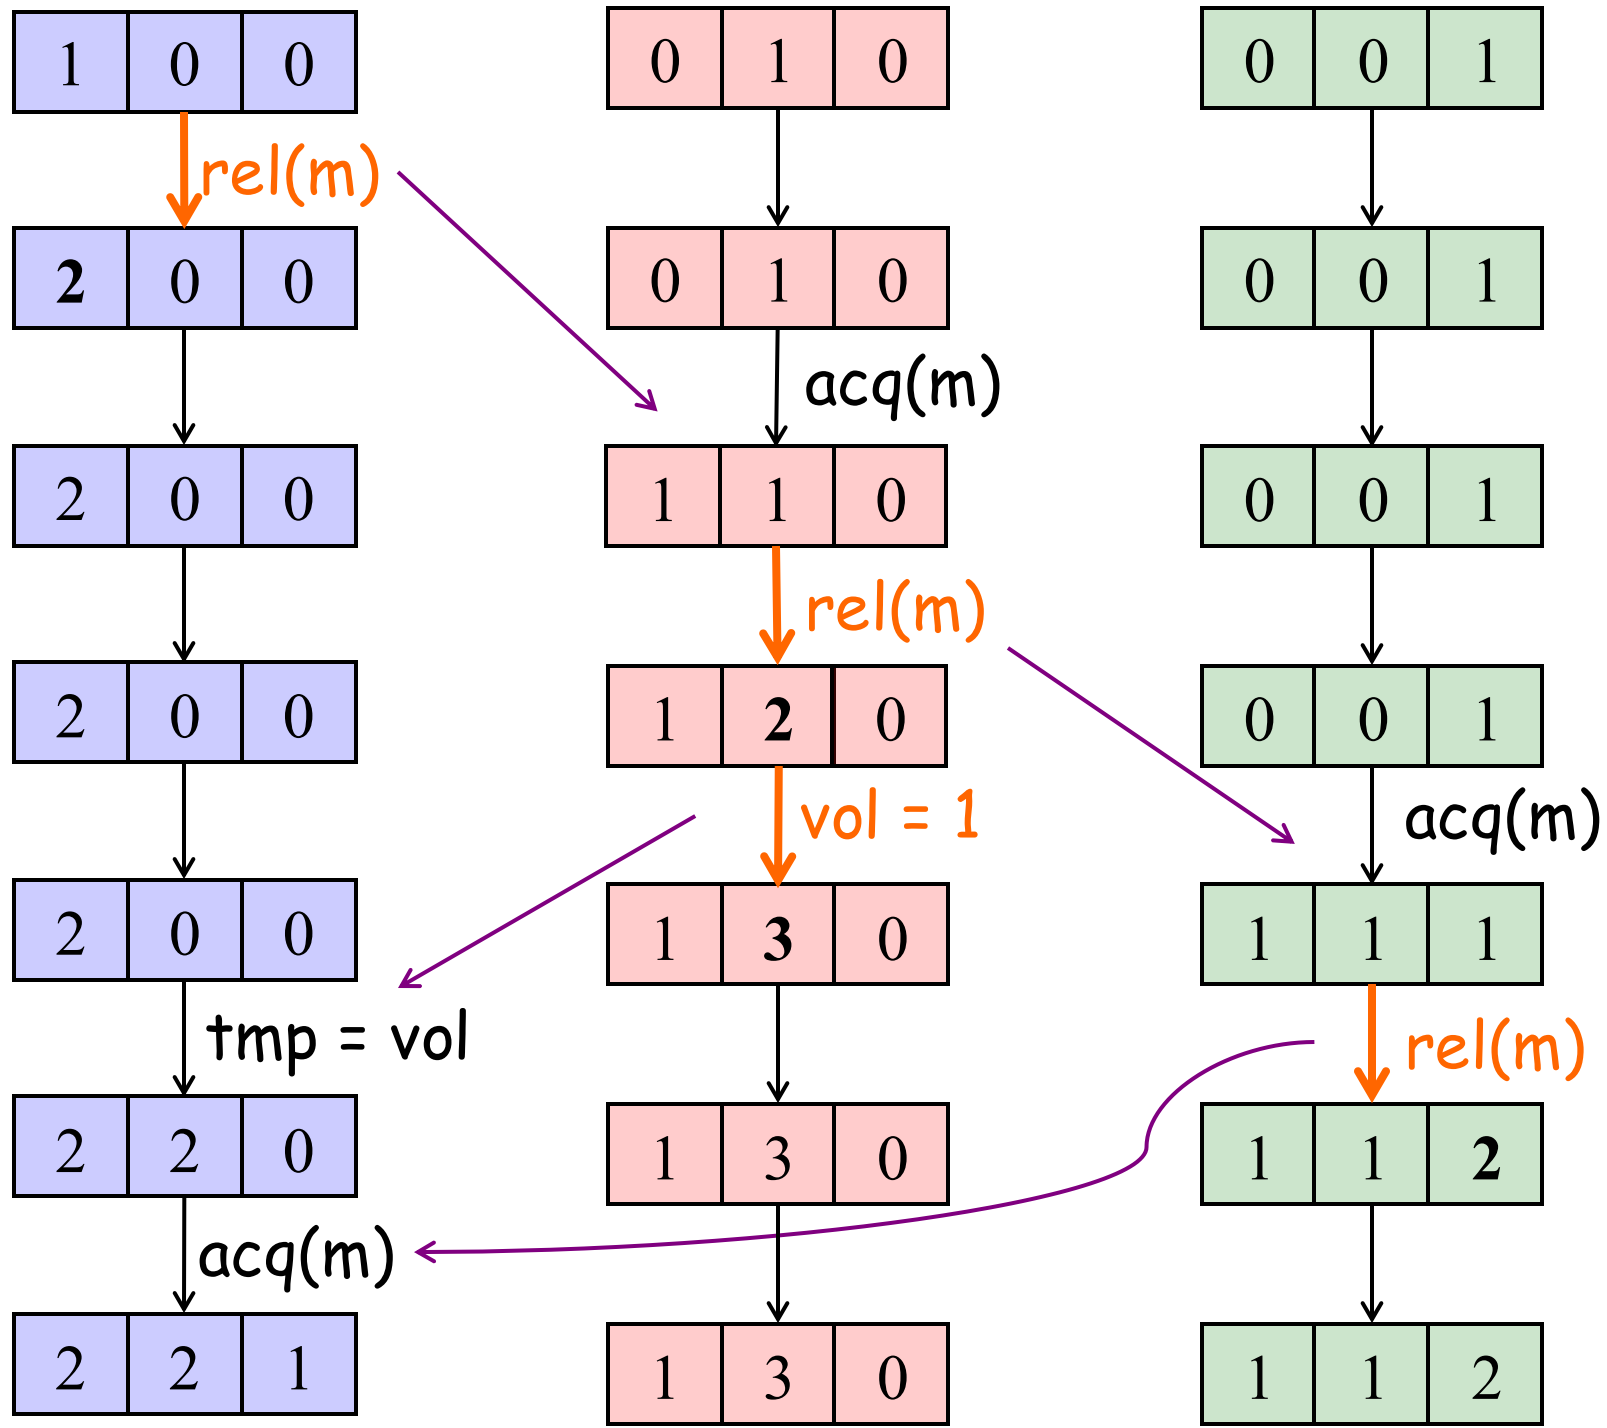 1 0 0 0 1 0 0 0 1
rel(m)
2 0 0 0 1 0 0 0 1
acq(m)
2 0 0 1 1 0 0 0 1
rel(m)
2 0 0 1 2 0 0 0 1
vol = 1 acq(m)
2 0 0 1 3 0 1 1 1
tmp = vol rel(m)
2 2 0 1 3 0 1 1 2
acq(m)
2 2 1 1 3 0 1 1 2